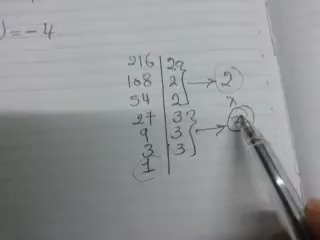 ) = -4
216 | 2
108 | 2 → 2
54 | 2 ×
27 | 3
9 | 3 →
3 | 3
1